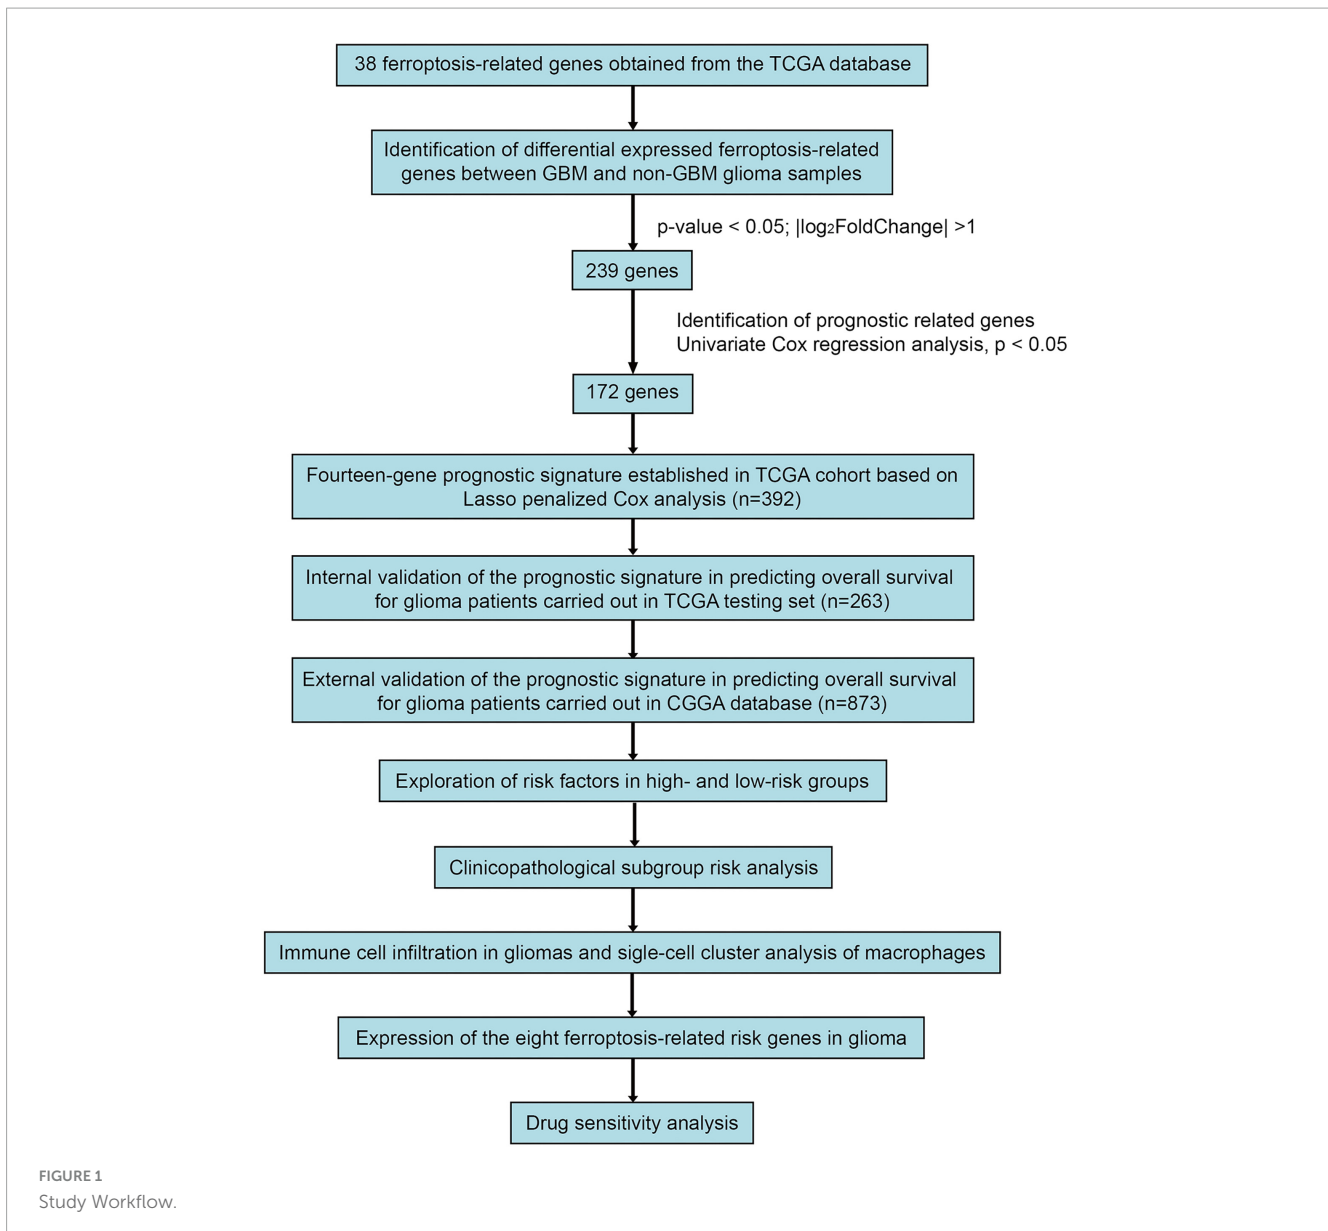 38 ferroptosis-related genes obtained from the TCGA database
Identification of differential expressed ferroptosis-related
genes between GBM and non-GBM glioma samples
p-value < 0.05; |log₂FoldChange| >1
239 genes
Identification of prognostic related genes
Univariate Cox regression analysis, p < 0.05
172 genes
Fourteen-gene prognostic signature established in TCGA cohort based on
Lasso penalized Cox analysis (n=392)
Internal validation of the prognostic signature in predicting overall survival
for glioma patients carried out in TCGA testing set (n=263)
External validation of the prognostic signature in predicting overall survival
for glioma patients carried out in CGGA database (n=873)
Exploration of risk factors in high- and low-risk groups
Clinicopathological subgroup risk analysis
Immune cell infiltration in gliomas and sigle-cell cluster analysis of macrophages
Expression of the eight ferroptosis-related risk genes in glioma
Drug sensitivity analysis
FIGURE 1
Study Workflow.